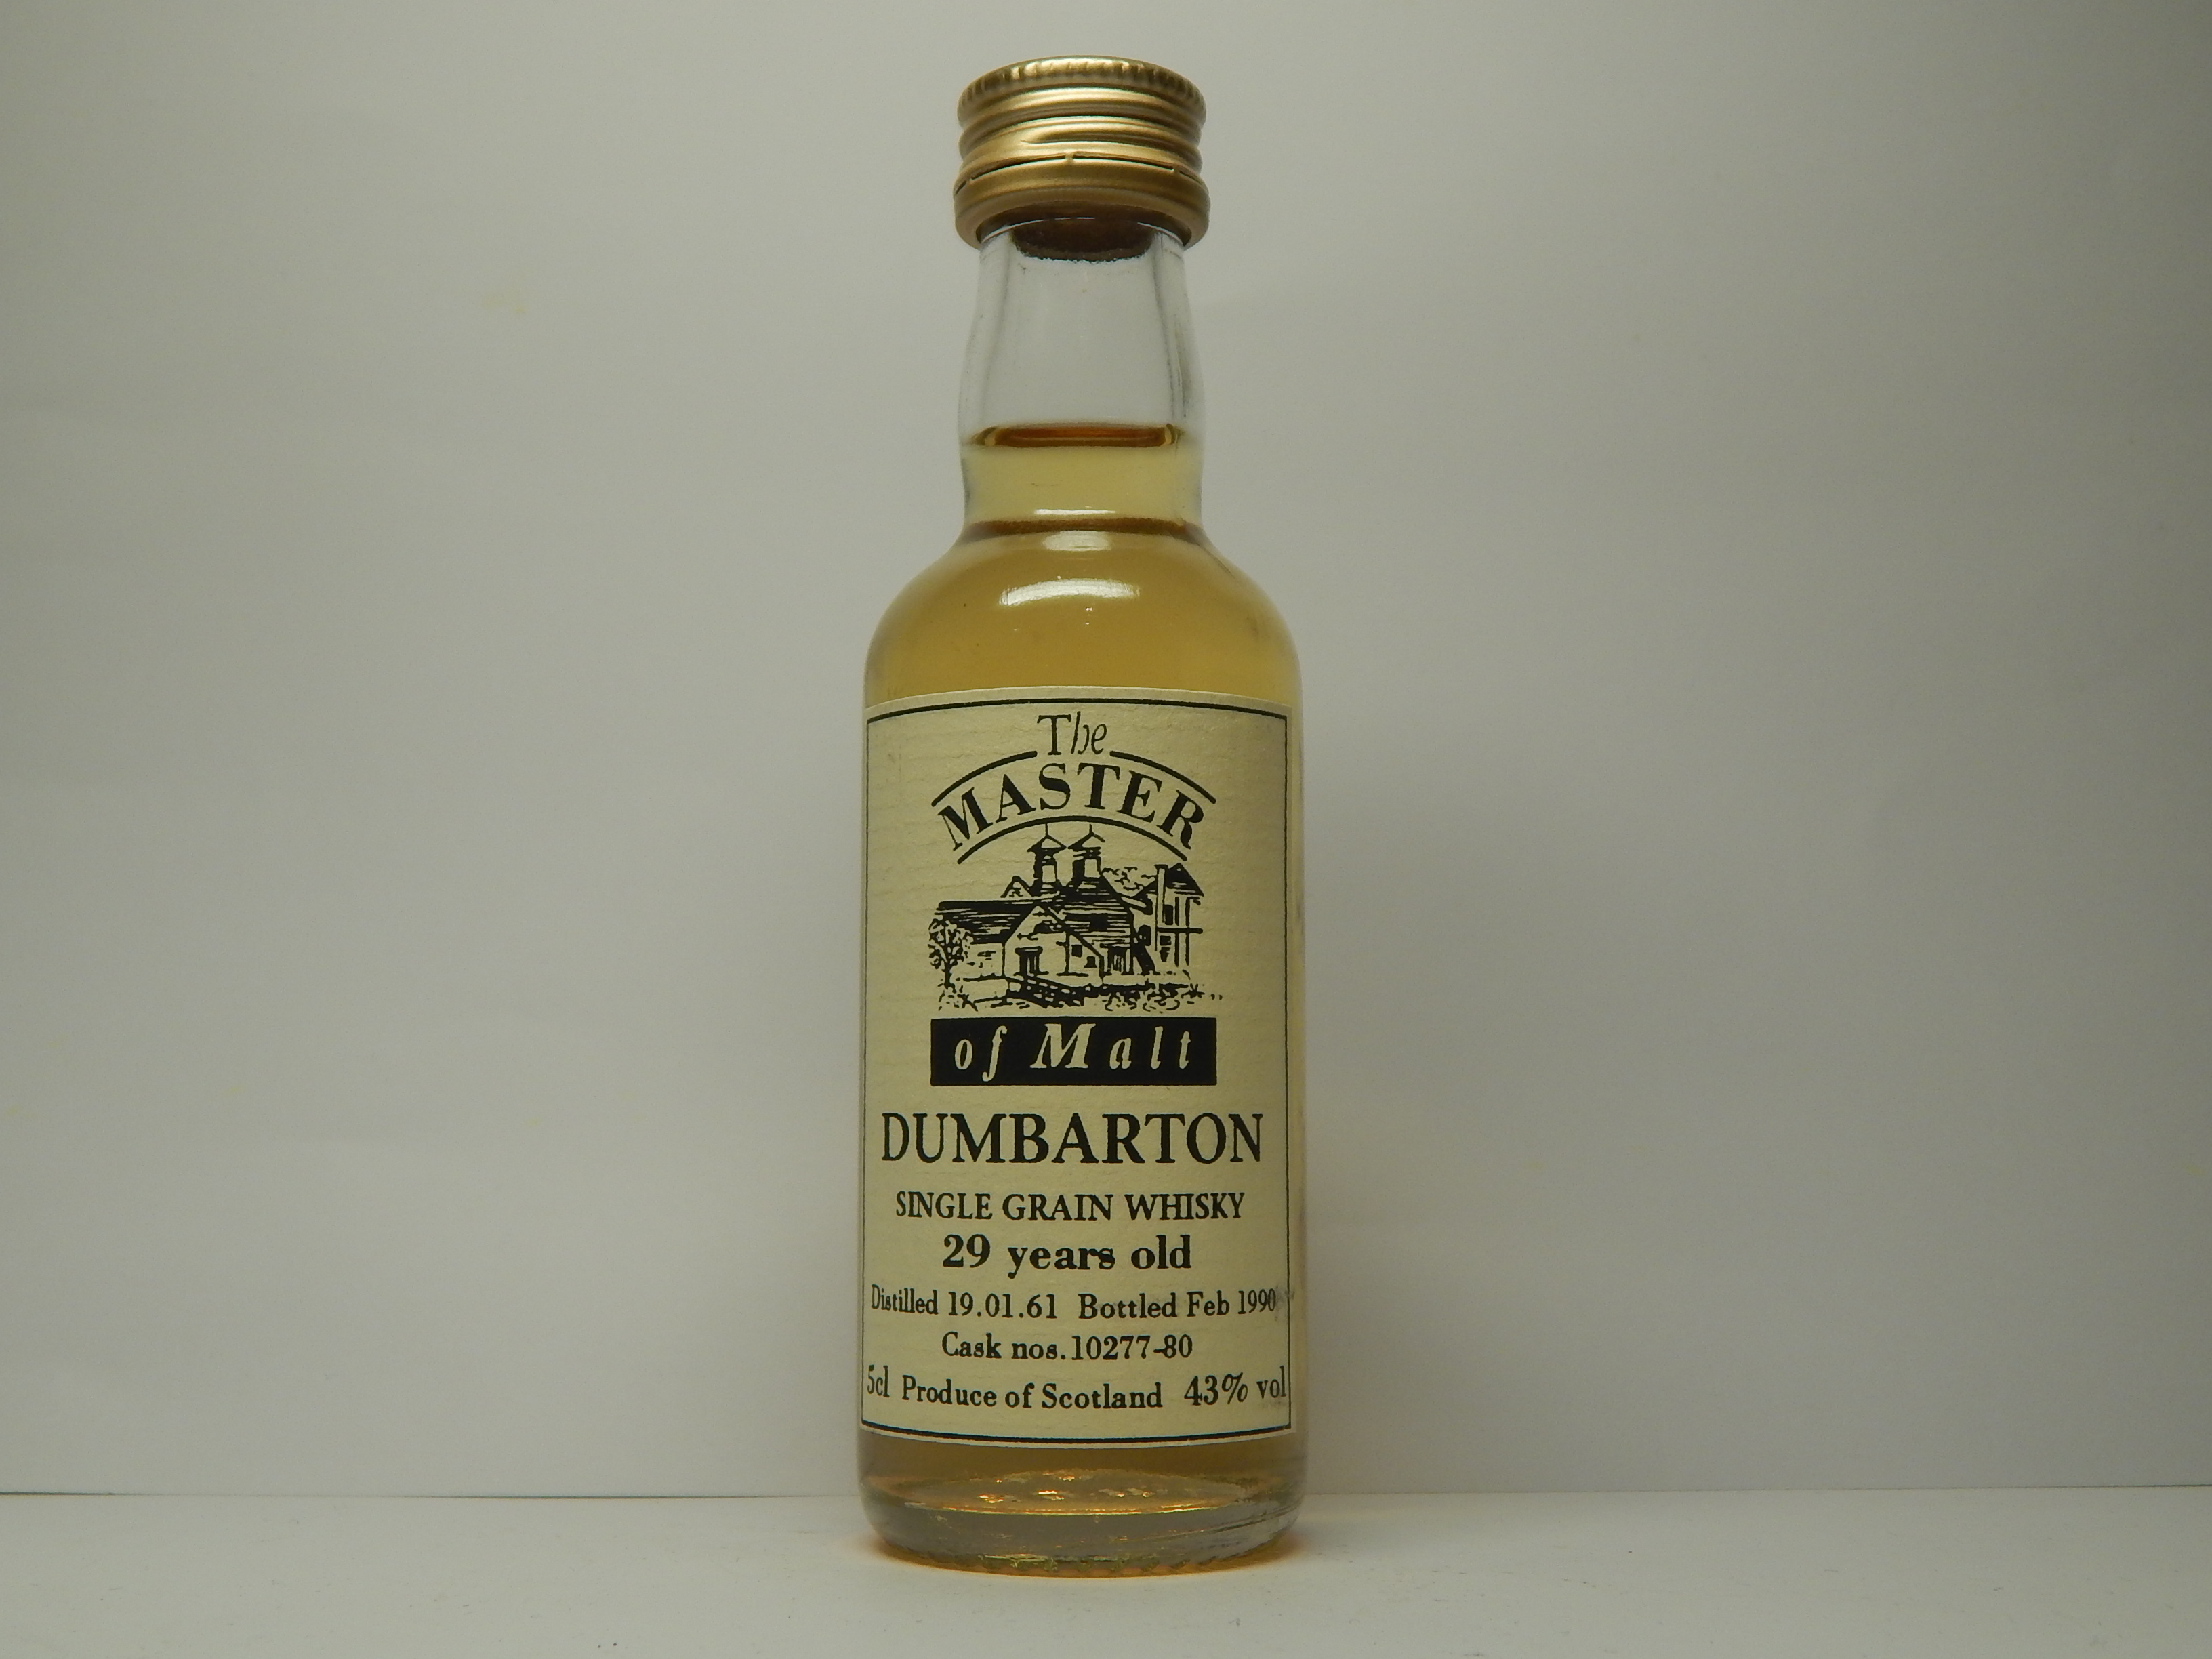 The
MASTER
of Malt
DUMBARTON
SINGLE GRAIN WHISKY
29 years old
Distilled 19.01.61 Bottled Feb 1990
Cask nos.10277-80
5cl Produce of Scotland 43% vol